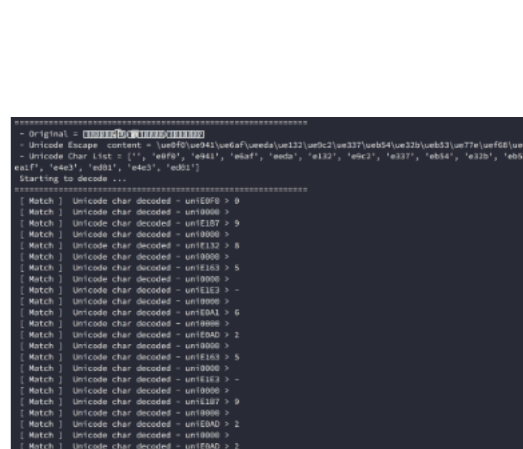 ============================================================
- Original =
- Unicode Escape content = \ue0f0\ue941\ue6af\ueeda\ue132\ue9c2\ue337\ueb54\ue32b\ueb53\ue77e\uef68\ue
- Unicode Char List = ['', 'e0f0', 'e941', 'e6af', 'eeda', 'e132', 'e9c2', 'e337', 'eb54', 'e32b', 'eb5
ea1f', 'e4e3', 'ed01', 'e4e3', 'ed01']
Starting to decode ...
============================================================
[ Match ] Unicode char decoded - uniE0F0 > 0
[ Match ] Unicode char decoded - uni0000 >
[ Match ] Unicode char decoded - uniE1B7 > 9
[ Match ] Unicode char decoded - uni0000 >
[ Match ] Unicode char decoded - uniE132 > 8
[ Match ] Unicode char decoded - uni0000 >
[ Match ] Unicode char decoded - uniE163 > 5
[ Match ] Unicode char decoded - uni0000 >
[ Match ] Unicode char decoded - uniE1E3 > -
[ Match ] Unicode char decoded - uni0000 >
[ Match ] Unicode char decoded - uniE0A1 > 6
[ Match ] Unicode char decoded - uni0000 >
[ Match ] Unicode char decoded - uniE0AD > 2
[ Match ] Unicode char decoded - uni0000 >
[ Match ] Unicode char decoded - uniE163 > 5
[ Match ] Unicode char decoded - uni0000 >
[ Match ] Unicode char decoded - uniE1E3 > -
[ Match ] Unicode char decoded - uni0000 >
[ Match ] Unicode char decoded - uniE1B7 > 9
[ Match ] Unicode char decoded - uni0000 >
[ Match ] Unicode char decoded - uniE0AD > 2
[ Match ] Unicode char decoded - uni0000 >
[ Match ] Unicode char decoded - uniE0AD > 2